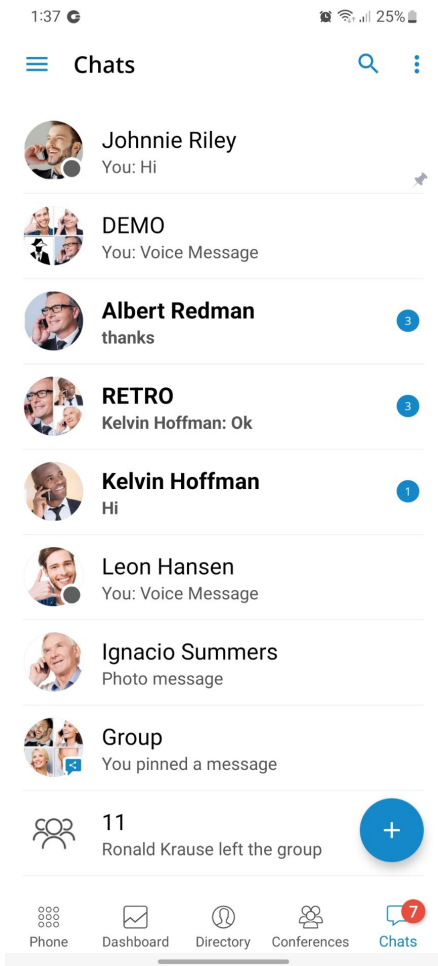 1:37 25%
Chats
Johnnie Riley
You: Hi
DEMO
You: Voice Message
Albert Redman
3
thanks
RETRO
3
Kelvin Hoffman: Ok
Kelvin Hoffman
1
Hi
Leon Hansen
You: Voice Message
Ignacio Summers
Photo message
Group
You pinned a message
11
Ronald Krause left the group
7
Phone Dashboard Directory Conferences Chats